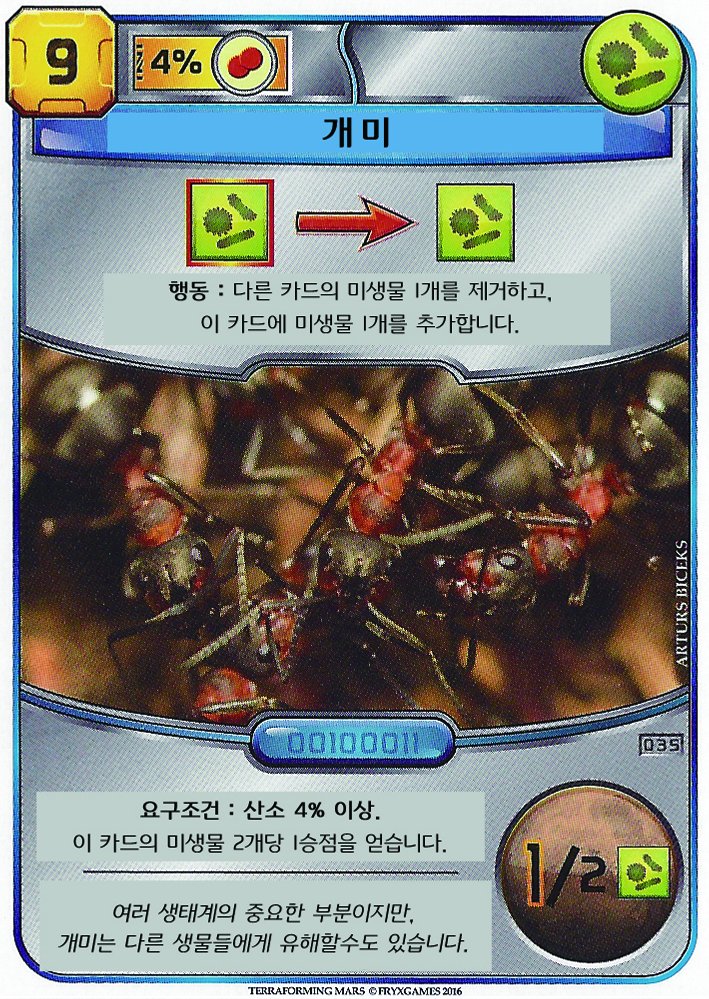 9
4%
개미
행동 : 다른 카드의 미생물 1개를 제거하고,
이 카드에 미생물 1개를 추가합니다.
ARTURS BICEKS
00100011
035
요구조건 : 산소 4% 이상.
이 카드의 미생물 2개당 1승점을 얻습니다.
1/2
여러 생태계의 중요한 부분이지만,
개미는 다른 생물들에게 유해할수도 있습니다.
TERRAFORMING MARS © FRYXGAMES 2016